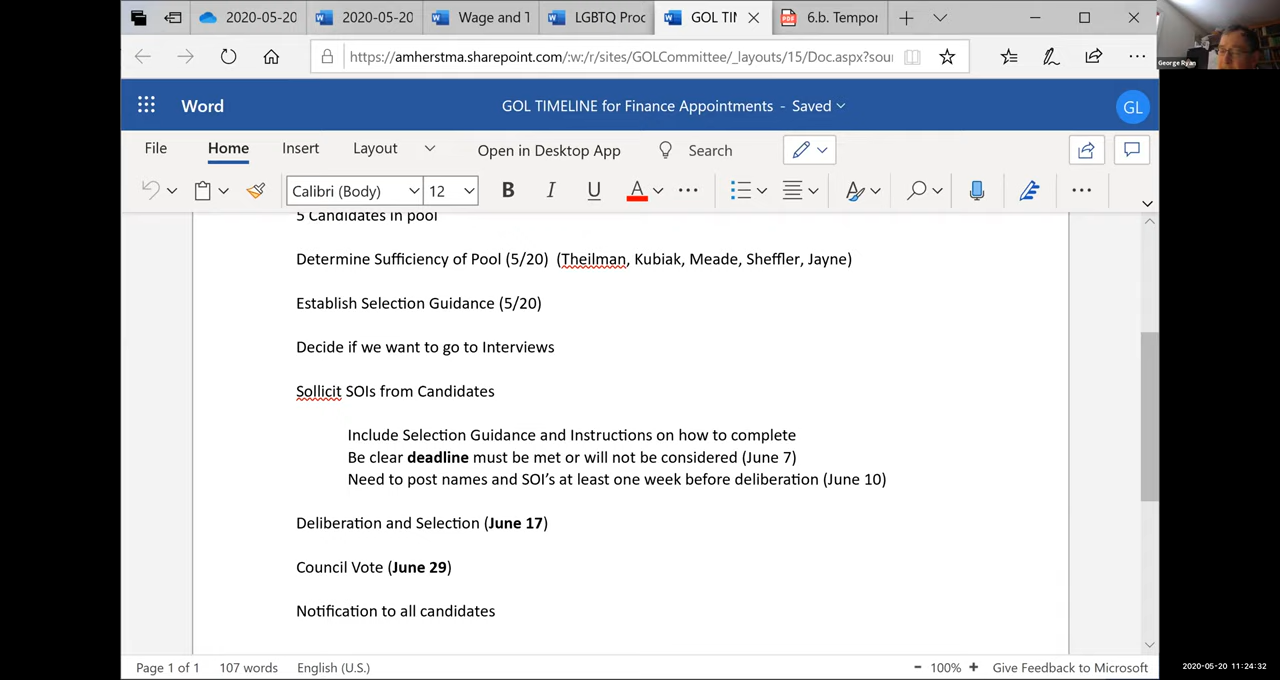 2020-05-20
2020-05-20
Wage and T
LGBTQ Proc
GOL TIM
6.b. Tempor
https://amherstma.sharepoint.com/:w:/r/sites/GOLCommittee/_layouts/15/Doc.aspx?sou
George Ryan
Word
GOL TIMELINE for Finance Appointments - Saved
GL
File
Home
Insert
Layout
Open in Desktop App
Search
Calibri (Body)
12
B
I
U
A
5 Candidates in pool
Determine Sufficiency of Pool (5/20) (Theilman, Kubiak, Meade, Sheffler, Jayne)
Establish Selection Guidance (5/20)
Decide if we want to go to Interviews
Sollicit SOIs from Candidates
Include Selection Guidance and Instructions on how to complete
Be clear deadline must be met or will not be considered (June 7)
Need to post names and SOI's at least one week before deliberation (June 10)
Deliberation and Selection (June 17)
Council Vote (June 29)
Notification to all candidates
Page 1 of 1
107 words
English (U.S.)
- 100% +
Give Feedback to Microsoft
2020-05-20 11:24:32